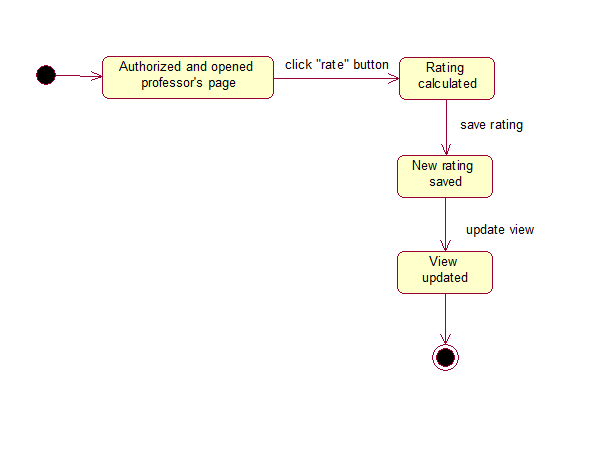 Authorized and opened
professor's page
click "rate" button
Rating
calculated
save rating
New rating
saved
update view
View
updated